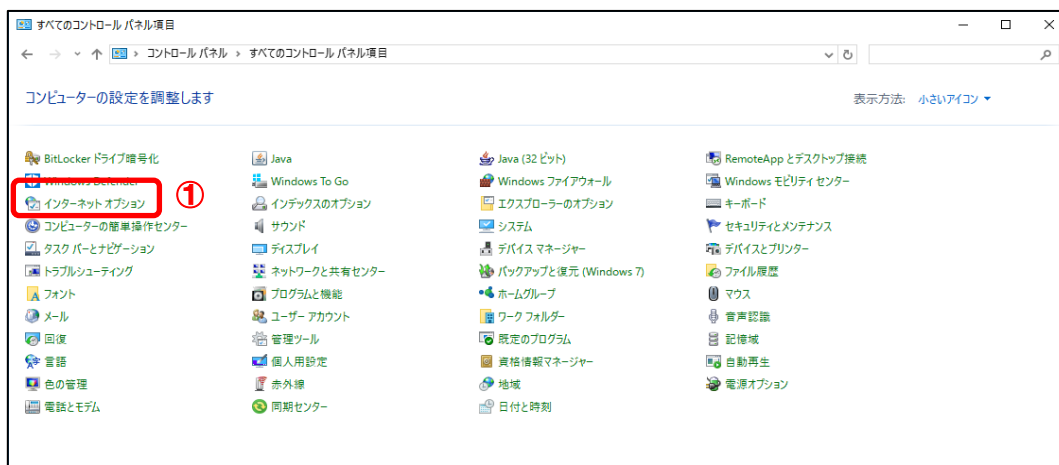 すべてのコントロール パネル項目
コントロール パネル › すべてのコントロール パネル項目
コンピューターの設定を調整します
表示方法: 小さいアイコン
BitLocker ドライブ暗号化 Java Java (32 ビット) RemoteApp とデスクトップ接続
Windows Defender Windows To Go Windows ファイアウォール Windows モビリティ センター
インターネット オプション ① インデックスのオプション エクスプローラーのオプション キーボード
コンピューターの簡単操作センター サウンド システム セキュリティとメンテナンス
タスク バーとナビゲーション ディスプレイ デバイス マネージャー デバイスとプリンター
トラブルシューティング ネットワークと共有センター バックアップと復元 (Windows 7) ファイル履歴
フォント プログラムと機能 ホームグループ マウス
メール ユーザー アカウント ワーク フォルダー 音声認識
回復 管理ツール 既定のプログラム 記憶域
言語 個人用設定 資格情報マネージャー 自動再生
色の管理 赤外線 地域 電源オプション
電話とモデム 同期センター 日付と時刻